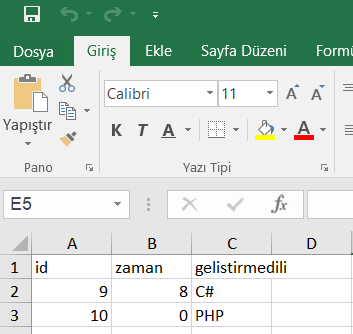 Dosya Giriş Ekle Sayfa Düzeni
Calibri 11 A A
Yapıştır
K T A A
Pano Yazı Tipi
E5 fx
A B C D
1 id zaman gelistirmedili
2 9 8 C#
3 10 0 PHP